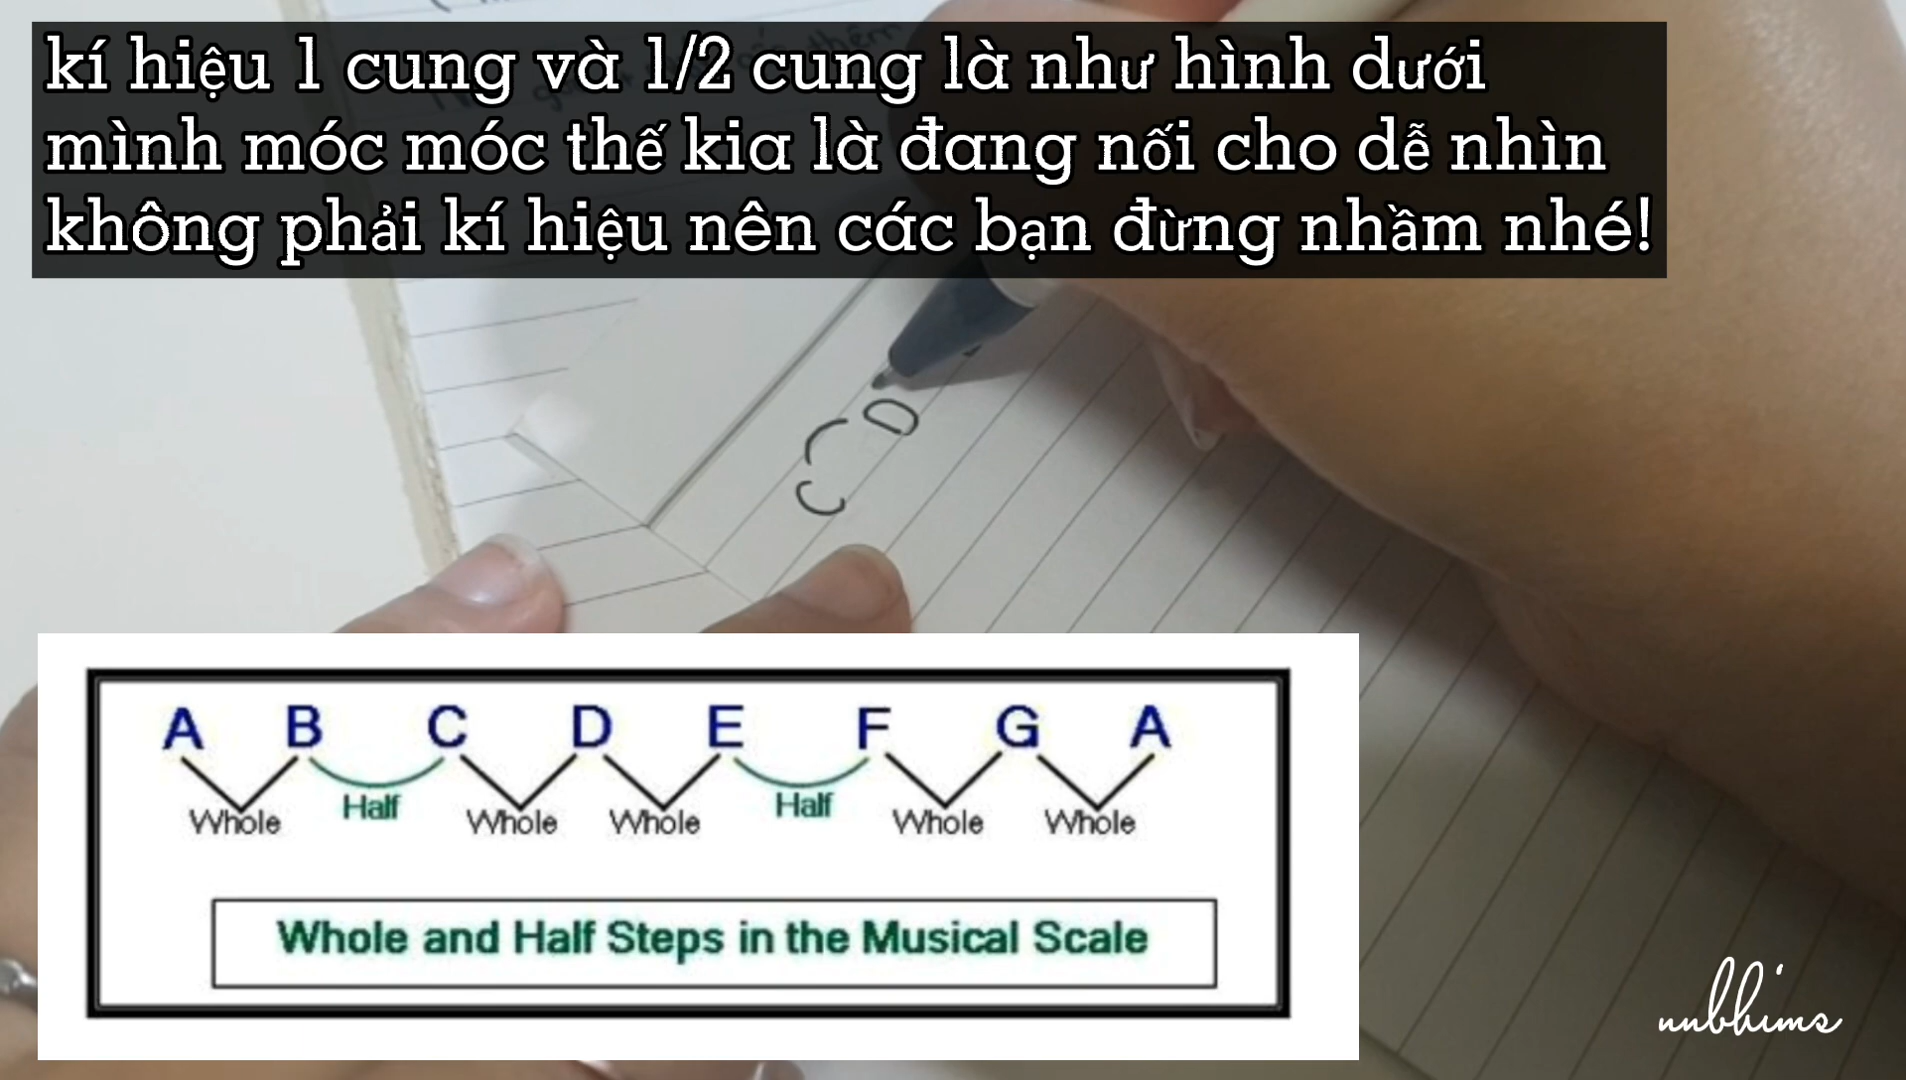 kí hiệu 1 cung và 1/2 cung là như hình dưới
mình móc móc thế kia là đang nối cho dễ nhìn
không phải kí hiệu nên các bạn đừng nhầm nhé!
C D
A B C D E F G A
Whole Half Whole Whole Half Whole Whole
Whole and Half Steps in the Musical Scale
nnbhims